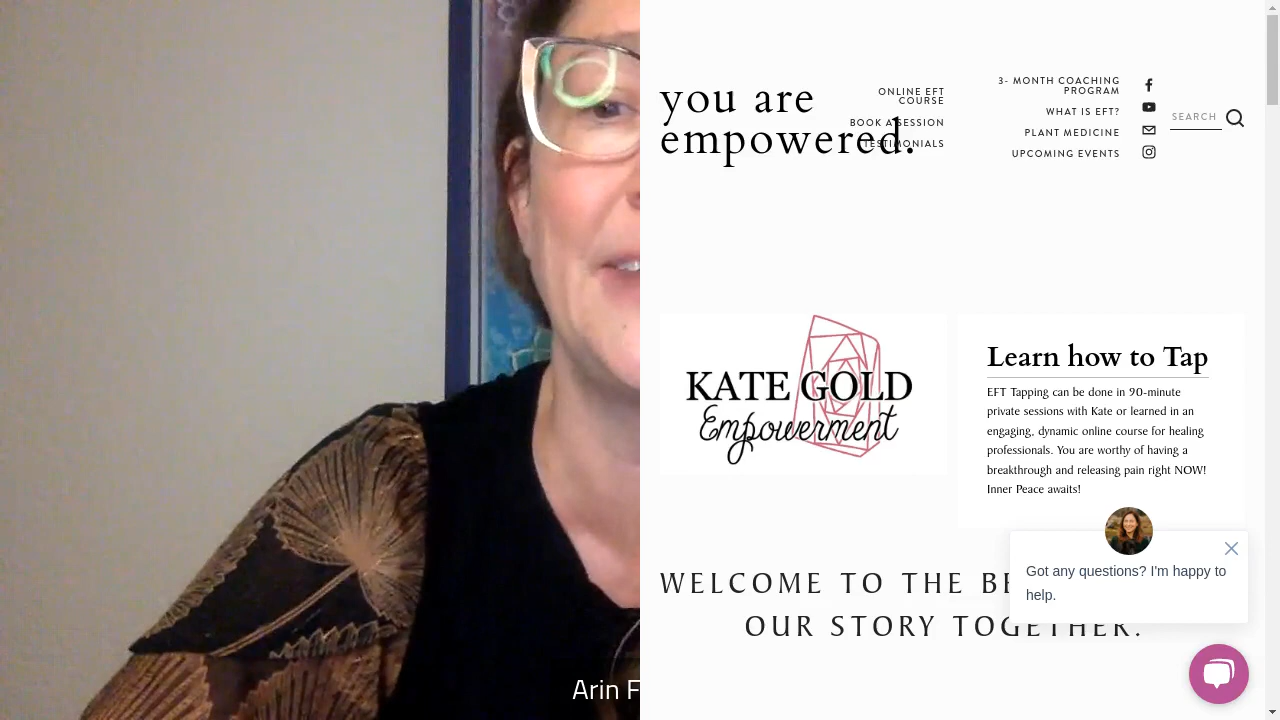 you are
empowered.
ONLINE EFT
COURSE
BOOK A SESSION
TESTIMONIALS
3- MONTH COACHING
PROGRAM
WHAT IS EFT?
PLANT MEDICINE
UPCOMING EVENTS
SEARCH
KATE GOLD
Empowerment
Learn how to Tap
EFT Tapping can be done in 90-minute
private sessions with Kate or learned in an
engaging, dynamic online course for healing
professionals. You are worthy of having a
breakthrough and releasing pain right NOW!
Inner Peace awaits!
Got any questions? I'm happy to
help.
WELCOME TO THE
OUR STORY TOGETHER.
Arin